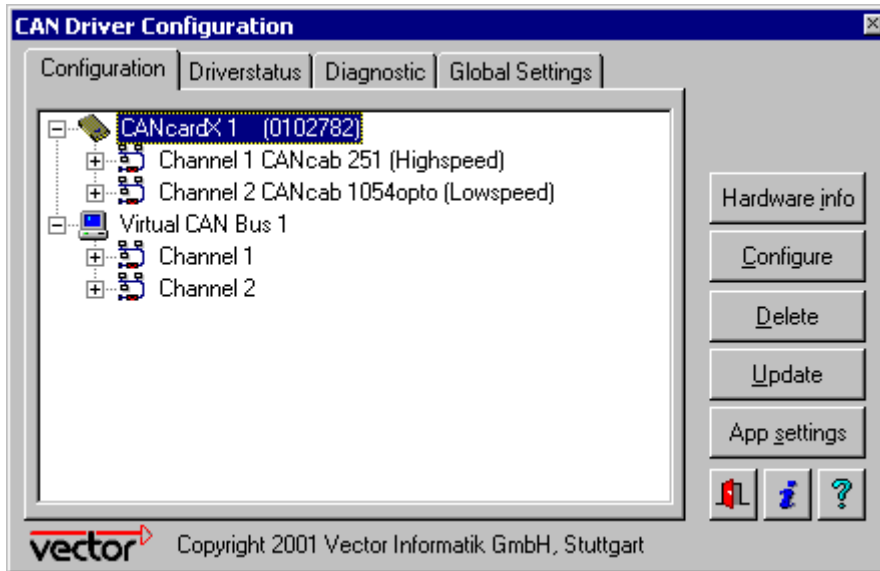 CAN Driver Configuration
Configuration Driverstatus Diagnostic Global Settings
CANcardX 1 (0102782)
Channel 1 CANcab 251 (Highspeed)
Channel 2 CANcab 1054opto (Lowspeed)
Virtual CAN Bus 1
Channel 1
Channel 2
Hardware info
Configure
Delete
Update
App settings
vector Copyright 2001 Vector Informatik GmbH, Stuttgart